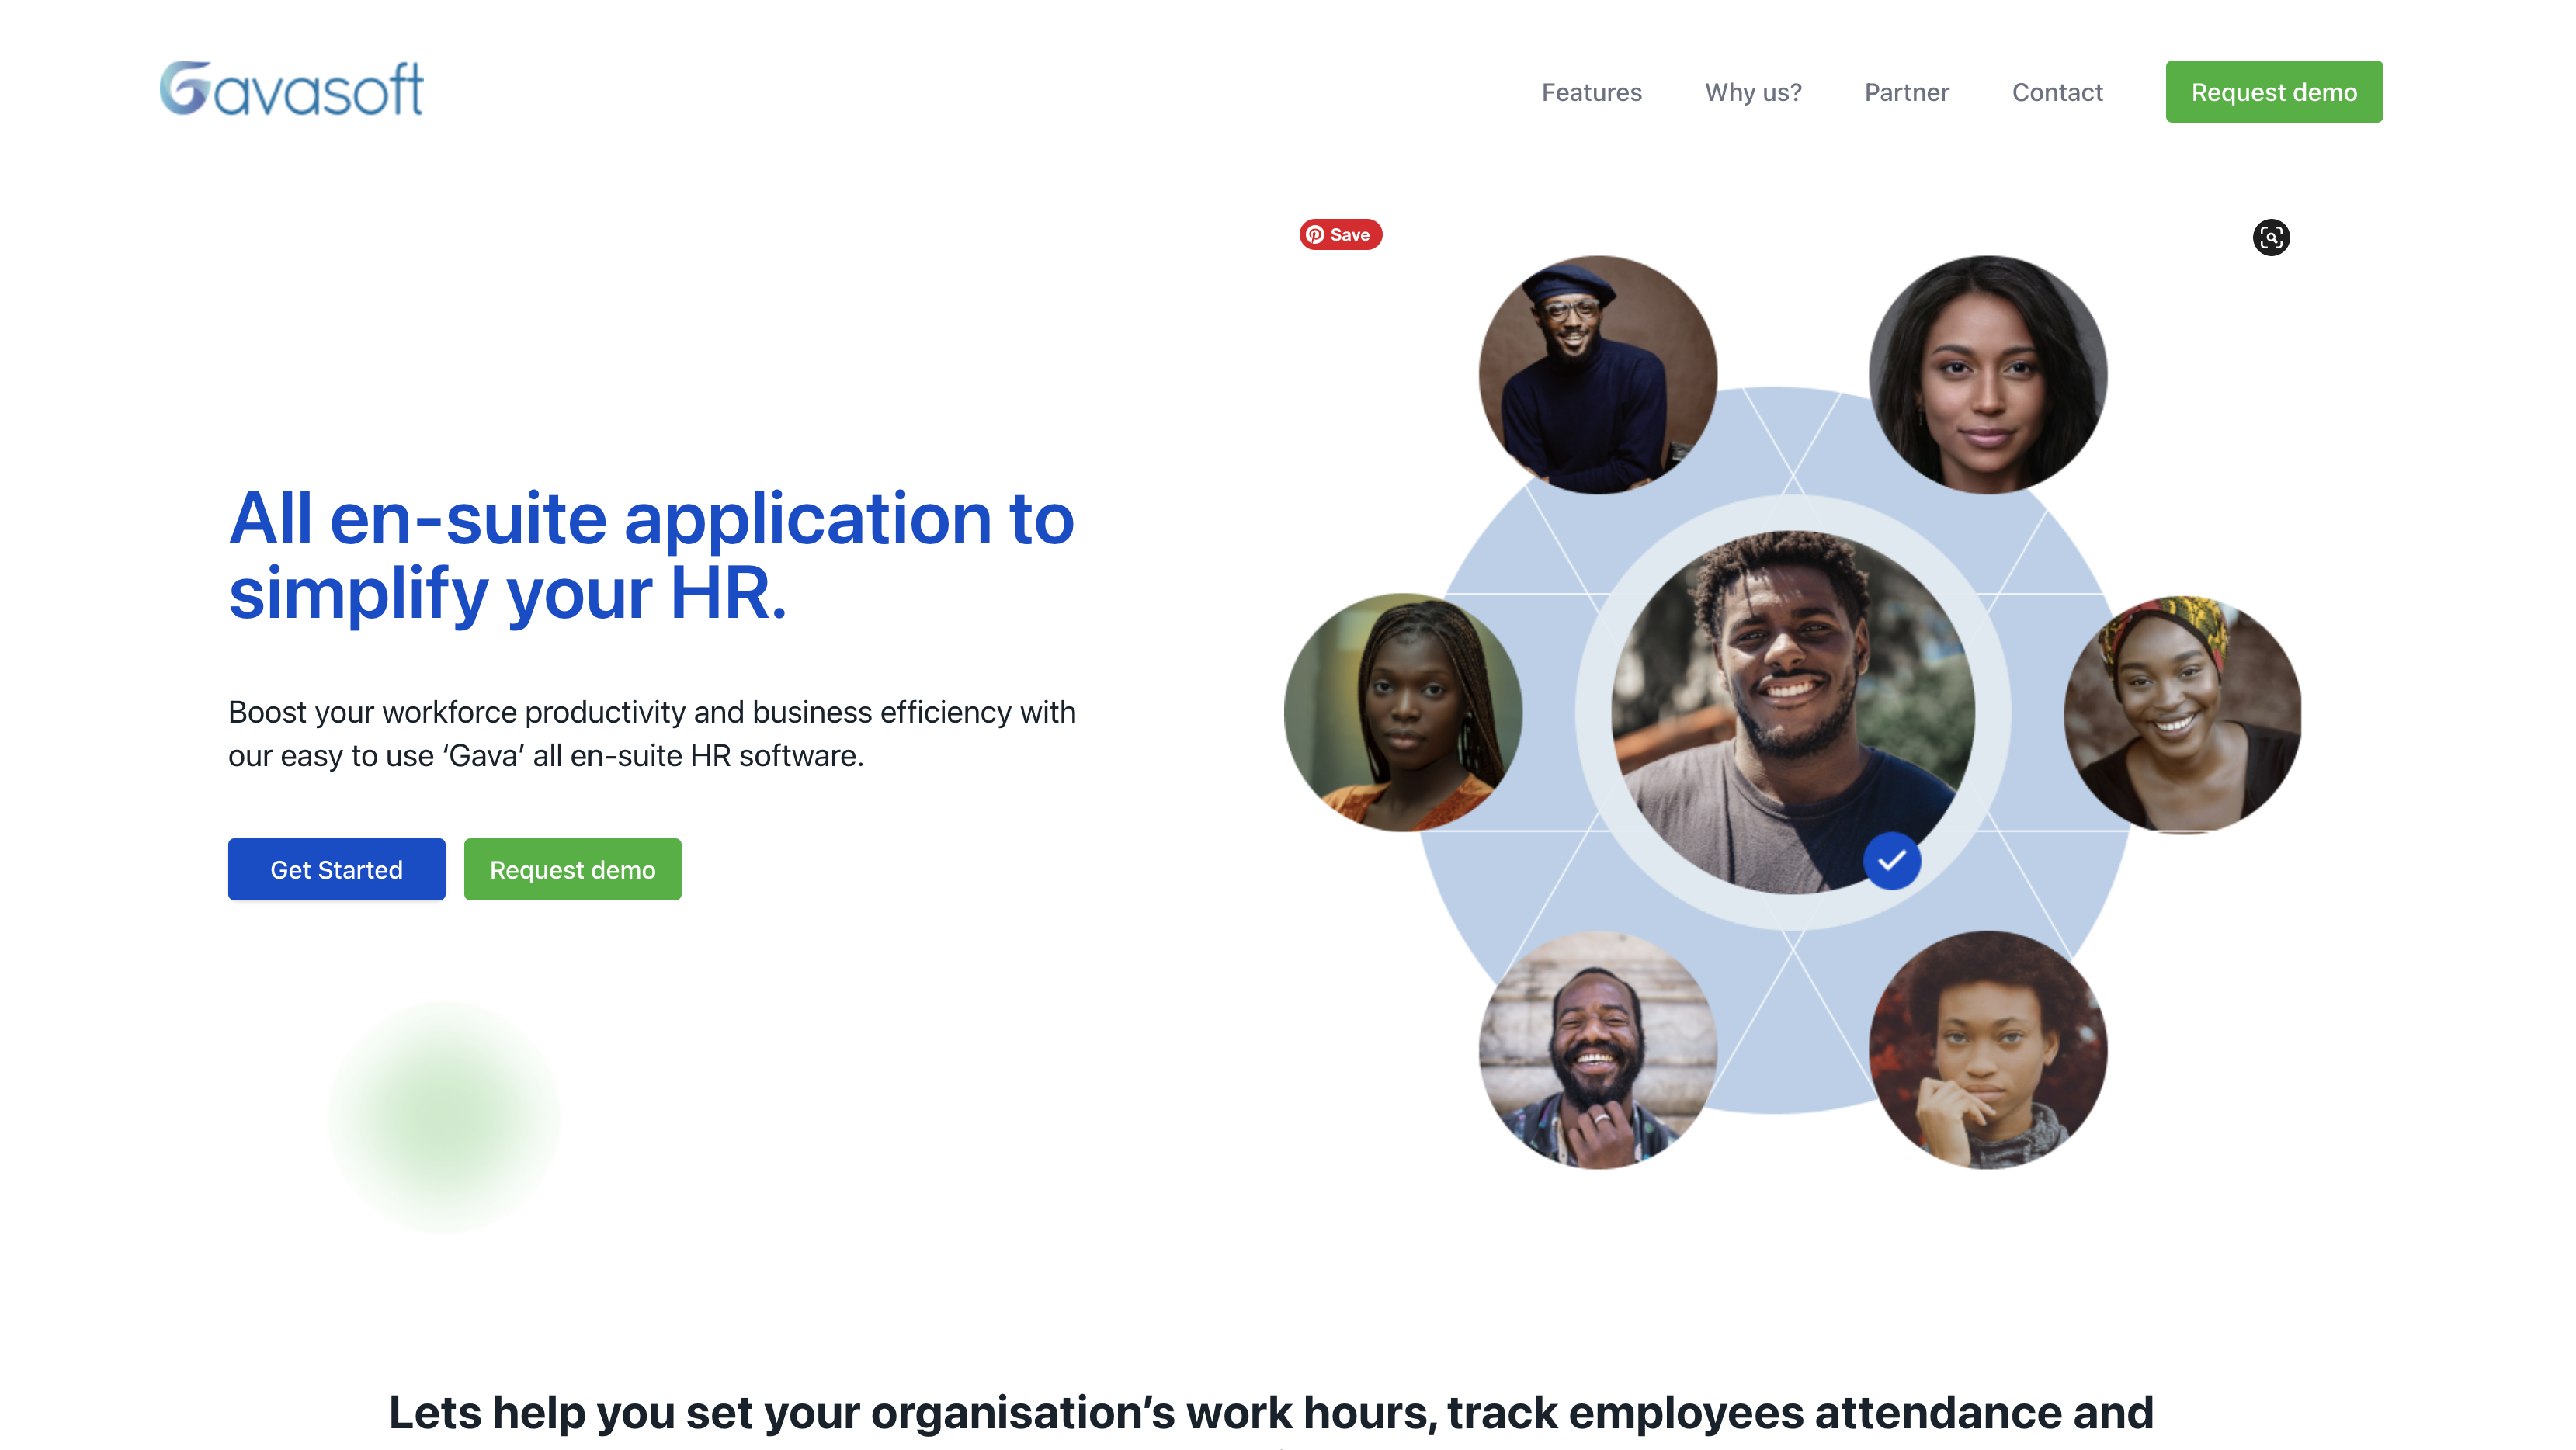 Gavasoft
Features
Why us?
Partner
Contact
Request demo
Save
All en-suite application to
simplify your HR.
Boost your workforce productivity and business efficiency with
our easy to use ‘Gava’ all en-suite HR software.
Get Started
Request demo
Lets help you set your organisation’s work hours, track employees attendance and